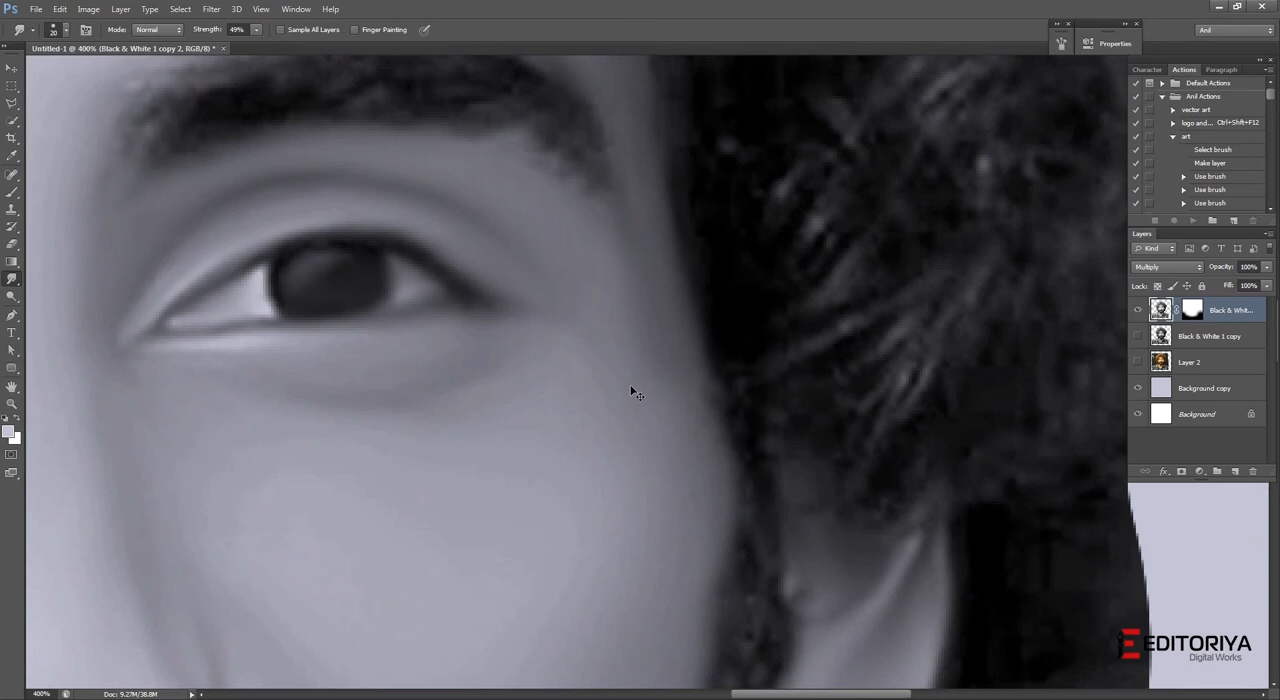 Ps File Edit Image Layer Type Select Filter 3D View Window Help
20 Mode: Normal Strength: 49% Sample All Layers Finger Painting Anil
Untitled-1 @ 400% (Black & White 1 copy 2, RGB/8) * ×
Properties
Character Actions Paragraph
Default Actions
Anil Actions
vector art
logo and... Ctrl+Shft+F12
art
Select brush
Make layer
Use brush
Use brush
Use brush
Layers
Kind
Multiply Opacity: 100%
Lock: Fill: 100%
Black & Whit...
Black & White 1 copy
Layer 2
Background copy
Background
EDITORIYA
Digital Works
400% Doc: 9.27M/38.8M